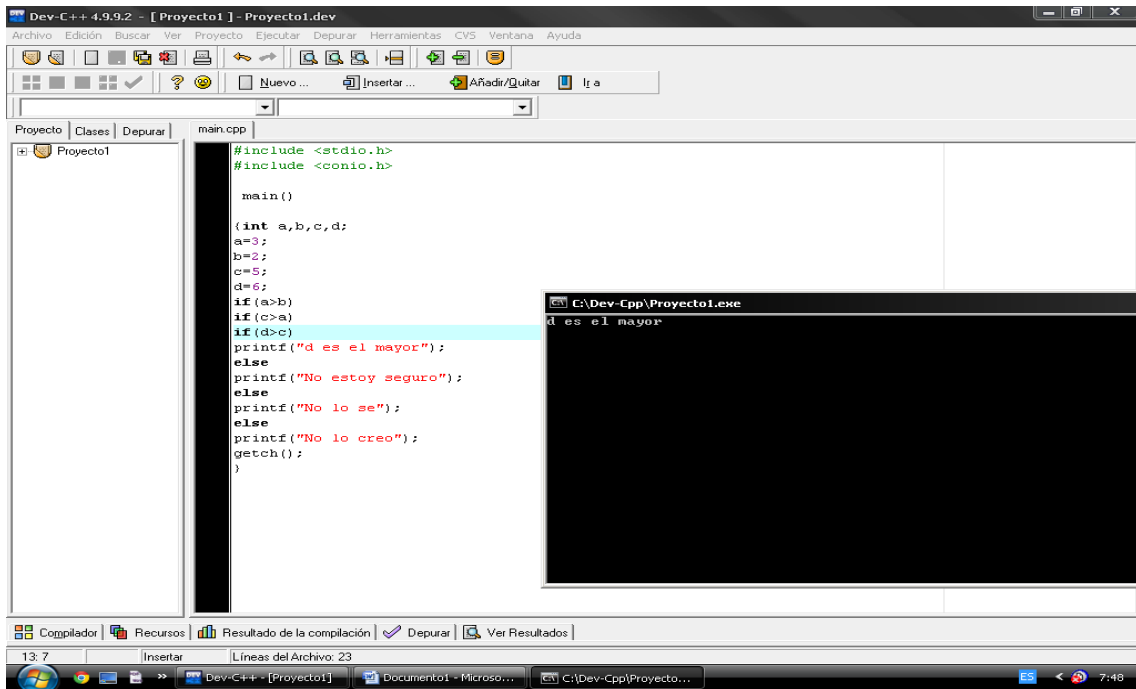 Dev-C++ 4.9.9.2 - [ Proyecto1 ] - Proyecto1.dev
Archivo Edición Buscar Ver Proyecto Ejecutar Depurar Herramientas CVS Ventana Ayuda
Nuevo ... Insertar ... Añadir/Quitar Ir a
Proyecto Clases Depurar main.cpp
Proyecto1
#include <stdio.h>
#include <conio.h>
main()
{int a,b,c,d;
a=3;
b=2;
c=5;
d=6;
if(a>b)
if(c>a)
if(d>c)
printf("d es el mayor");
else
printf("No estoy seguro");
else
printf("No lo se");
else
printf("No lo creo");
getch();
}
C:\Dev-Cpp\Proyecto1.exe
d es el mayor
Compilador Recursos Resultado de la compilación Depurar Ver Resultados
13: 7 Insertar Líneas del Archivo: 23
Dev-C++ - [Proyecto1] Documento1 - Microso... C:\Dev-Cpp\Proyecto... ES 7:48